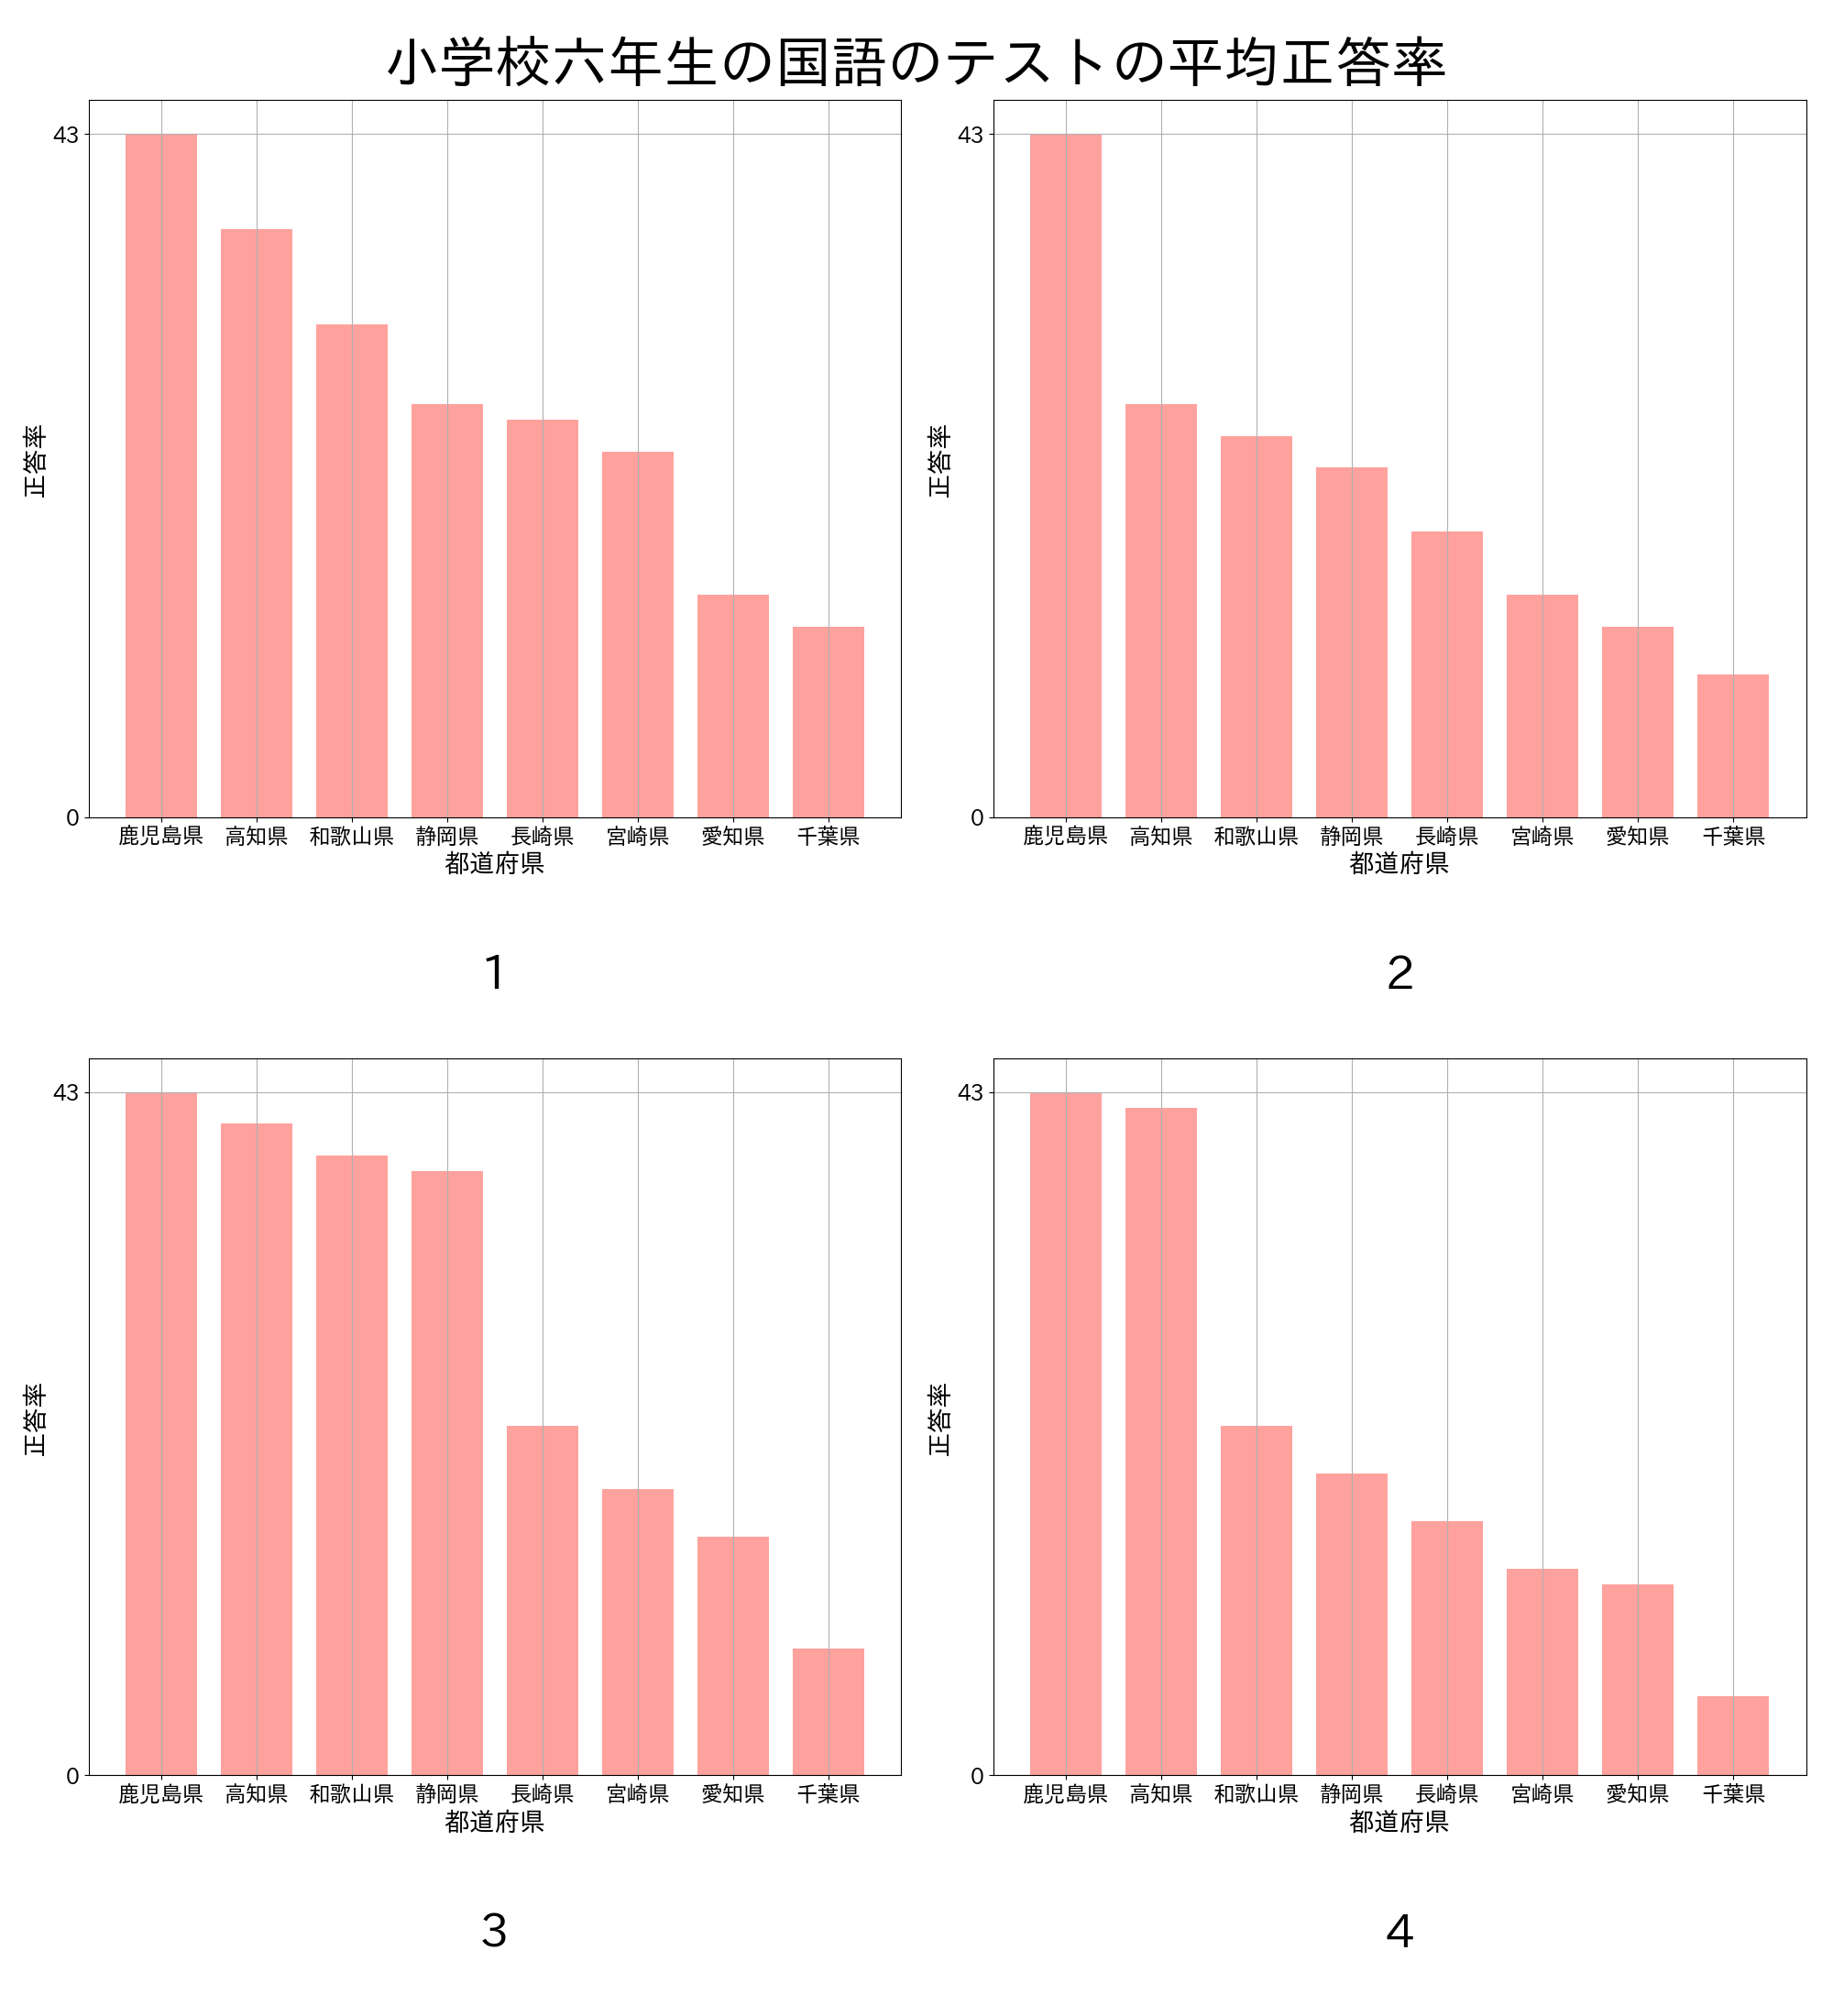 小学校六年生の国語のテストの平均正答率
43
0
正答率
鹿児島県 高知県 和歌山県 静岡県 長崎県 宮崎県 愛知県 千葉県
都道府県
1
43
0
正答率
鹿児島県 高知県 和歌山県 静岡県 長崎県 宮崎県 愛知県 千葉県
都道府県
2
43
0
正答率
鹿児島県 高知県 和歌山県 静岡県 長崎県 宮崎県 愛知県 千葉県
都道府県
3
43
0
正答率
鹿児島県 高知県 和歌山県 静岡県 長崎県 宮崎県 愛知県 千葉県
都道府県
4